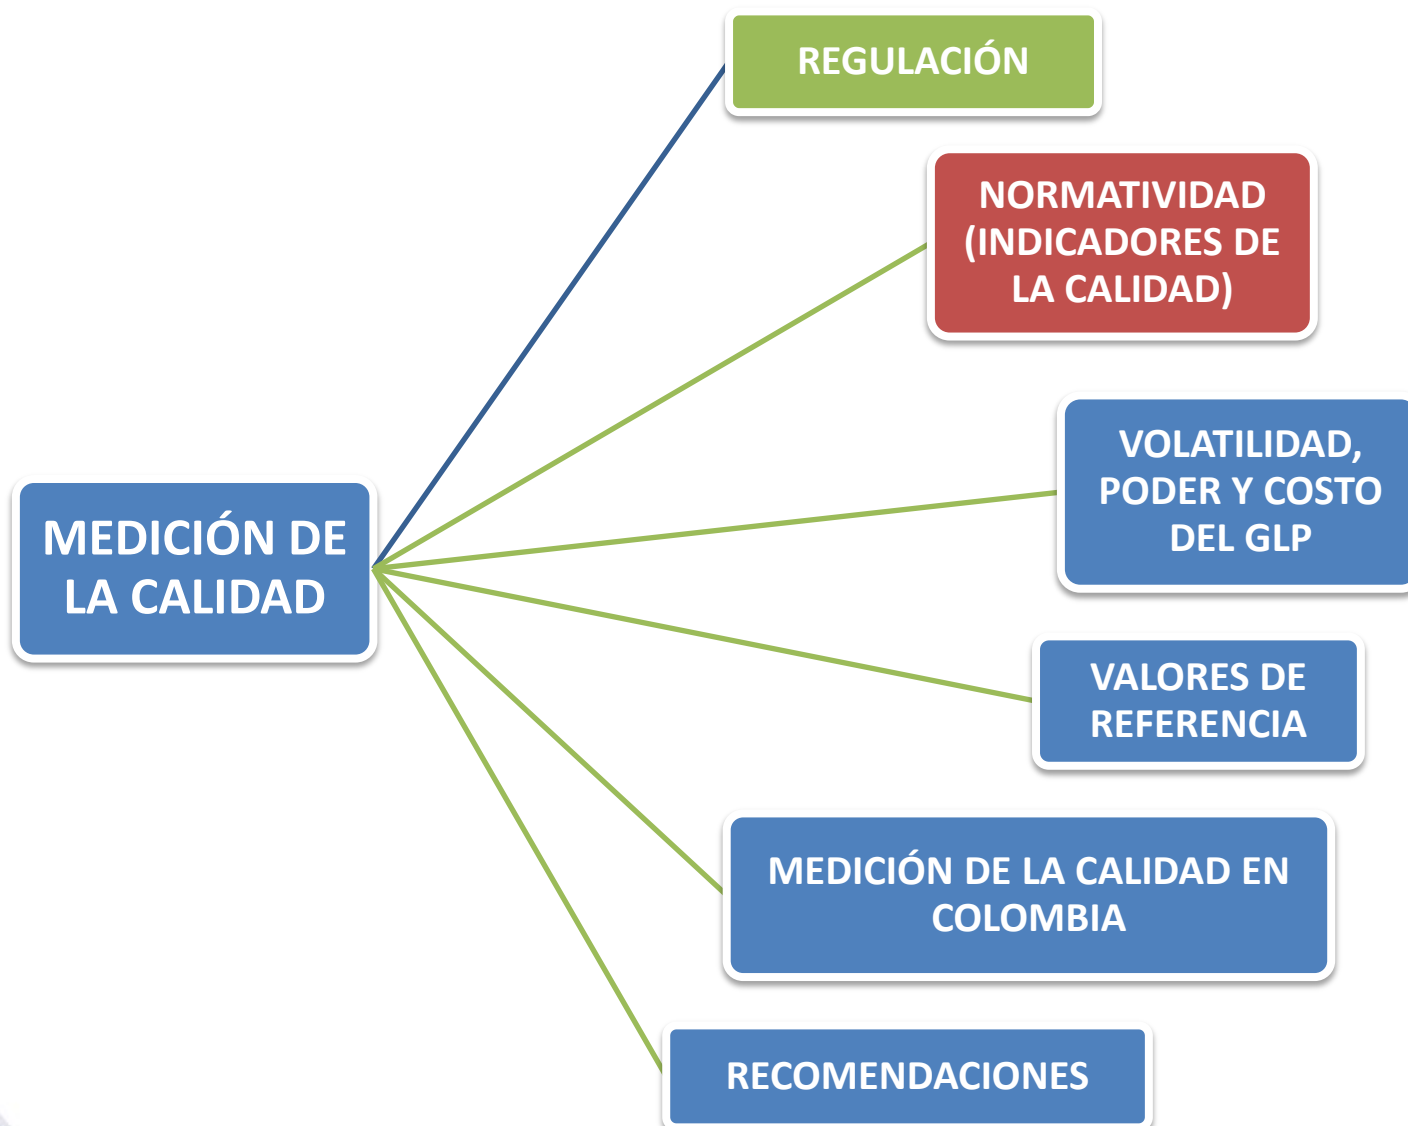 REGULACIÓN
NORMATIVIDAD
(INDICADORES DE
LA CALIDAD)
VOLATILIDAD,
PODER Y COSTO
DEL GLP
MEDICIÓN DE
LA CALIDAD
VALORES DE
REFERENCIA
MEDICIÓN DE LA CALIDAD EN
COLOMBIA
RECOMENDACIONES